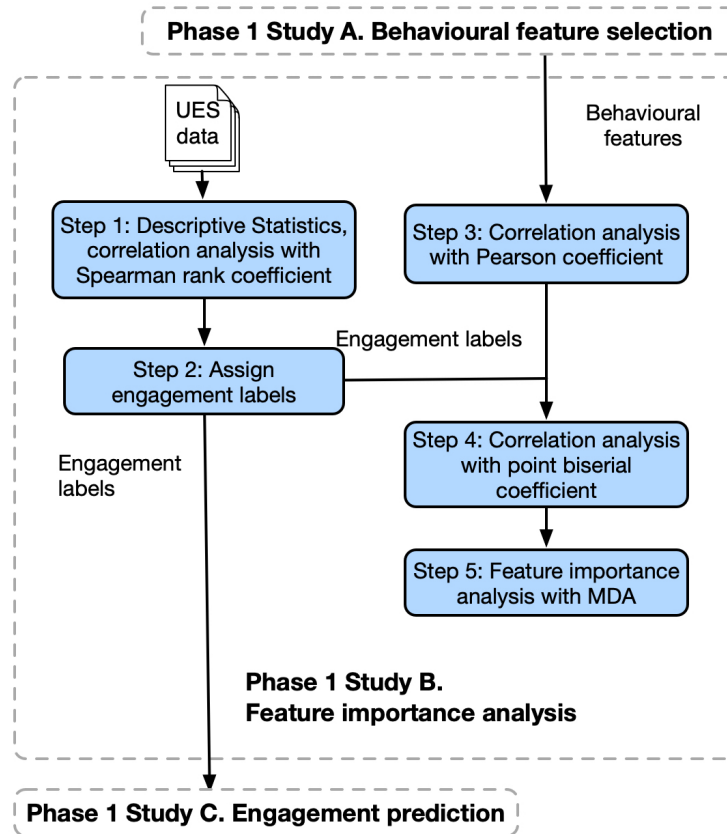 Phase 1 Study A. Behavioural feature selection
UES
data
Behavioural
features
Step 1: Descriptive Statistics,
correlation analysis with
Spearman rank coefficient
Step 3: Correlation analysis
with Pearson coefficient
Engagement labels
Step 2: Assign
engagement labels
Step 4: Correlation analysis
with point biserial
coefficient
Engagement
labels
Step 5: Feature importance
analysis with MDA
Phase 1 Study B.
Feature importance analysis
Phase 1 Study C. Engagement prediction